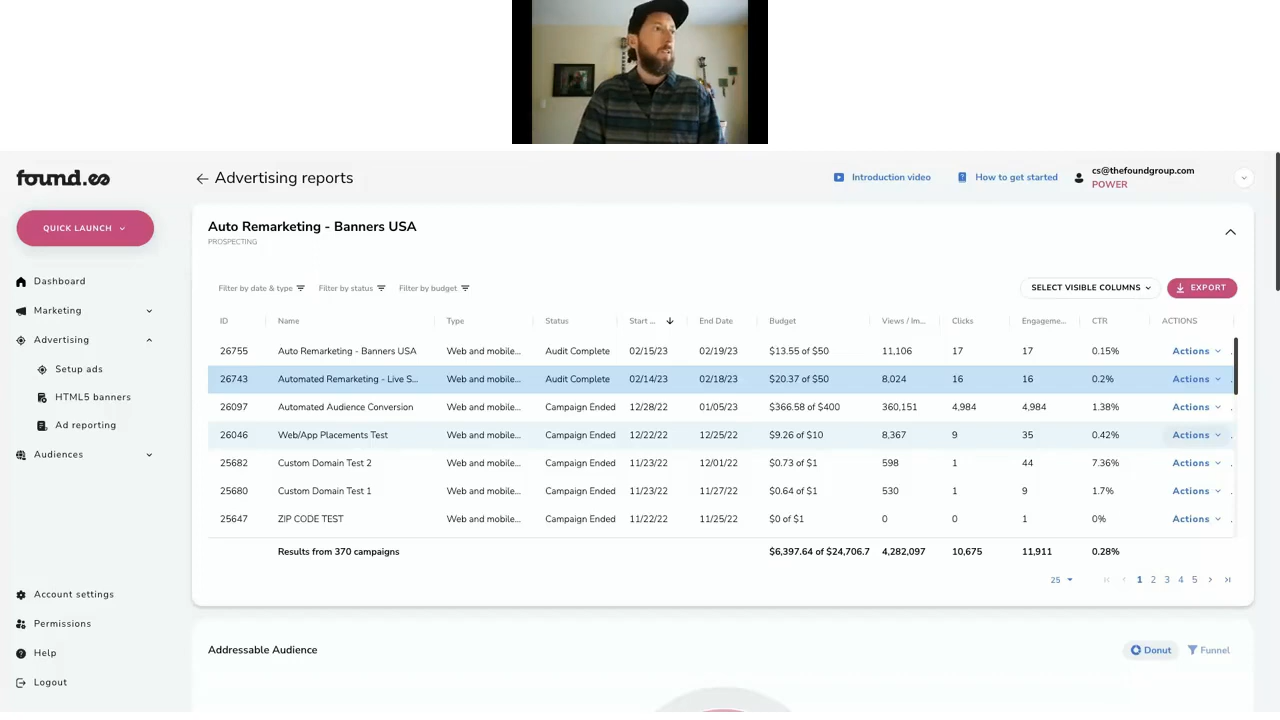 found.ee
Advertising reports
Introduction video
How to get started
cs@thefoundgroup.com
POWER
QUICK LAUNCH
Dashboard
Marketing
Advertising
Setup ads
HTML5 banners
Ad reporting
Audiences
Account settings
Permissions
Help
Logout
Auto Remarketing - Banners USA
PROSPECTING
Filter by date & type Filter by status Filter by budget
SELECT VISIBLE COLUMNS EXPORT
ID Name Type Status Start ... End Date Budget Views / Im... Clicks Engageme... CTR ACTIONS
26755 Auto Remarketing - Banners USA Web and mobile... Audit Complete 02/15/23 02/19/23 $13.55 of $50 11,106 17 17 0.15% Actions
26743 Automated Remarketing - Live S... Web and mobile... Audit Complete 02/14/23 02/18/23 $20.37 of $50 8,024 16 16 0.2% Actions
26097 Automated Audience Conversion Web and mobile... Campaign Ended 12/28/22 01/05/23 $366.58 of $400 360,151 4,984 4,984 1.38% Actions
26046 Web/App Placements Test Web and mobile... Campaign Ended 12/22/22 12/25/22 $9.26 of $10 8,367 9 35 0.42% Actions
25682 Custom Domain Test 2 Web and mobile... Campaign Ended 11/23/22 12/01/22 $0.73 of $1 598 1 44 7.36% Actions
25680 Custom Domain Test 1 Web and mobile... Campaign Ended 11/23/22 11/27/22 $0.64 of $1 530 1 9 1.7% Actions
25647 ZIP CODE TEST Web and mobile... Campaign Ended 11/22/22 11/25/22 $0 of $1 0 0 1 0% Actions
Results from 370 campaigns $6,397.64 of $24,706.7 4,282,097 10,675 11,911 0.28%
25 1 2 3 4 5
Addressable Audience
Donut Funnel